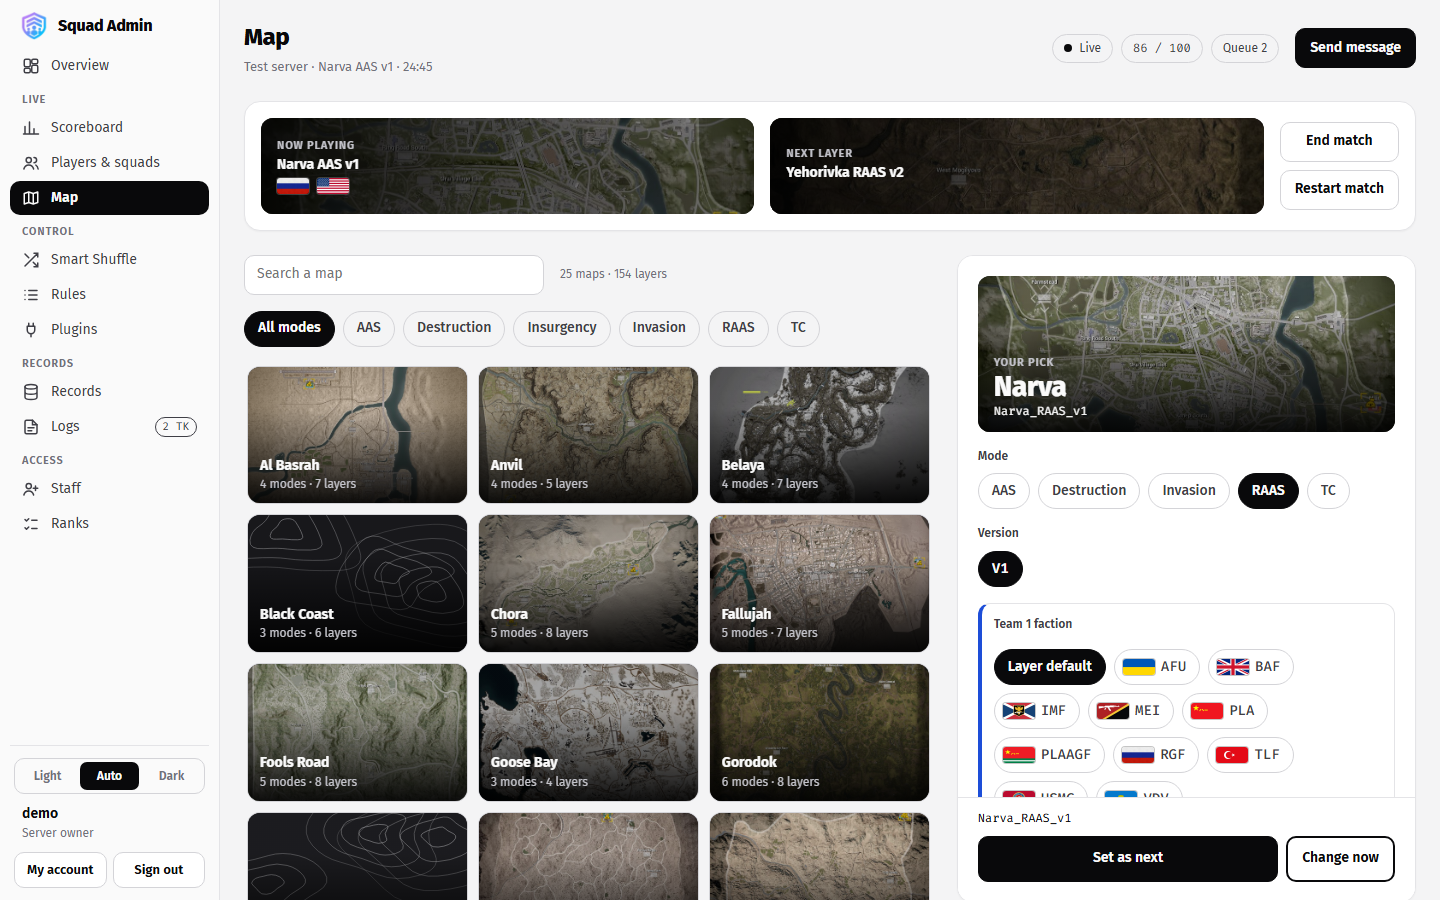 Squad Admin
Overview
LIVE
Scoreboard
Players & squads
Map
CONTROL
Smart Shuffle
Rules
Plugins
RECORDS
Records
Logs
2 TK
ACCESS
Staff
Ranks
Light
Auto
Dark
demo
Server owner
My account
Sign out
Map
Test server · Narva AAS v1 · 24:45
Live
86 / 100
Queue 2
Send message
NOW PLAYING
Narva AAS v1
NEXT LAYER
Yehorivka RAAS v2
End match
Restart match
Search a map
25 maps · 154 layers
All modes
AAS
Destruction
Insurgency
Invasion
RAAS
TC
Al Basrah
4 modes · 7 layers
Anvil
4 modes · 5 layers
Belaya
4 modes · 7 layers
Black Coast
3 modes · 6 layers
Chora
5 modes · 8 layers
Fallujah
5 modes · 7 layers
Fools Road
5 modes · 8 layers
Goose Bay
3 modes · 4 layers
Gorodok
6 modes · 8 layers
YOUR PICK
Narva
Narva_RAAS_v1
Mode
AAS
Destruction
Invasion
RAAS
TC
Version
V1
Team 1 faction
Layer default
AFU
BAF
IMF
MEI
PLA
PLAAGF
RGF
TLF
USMC
VDV
Narva_RAAS_v1
Set as next
Change now